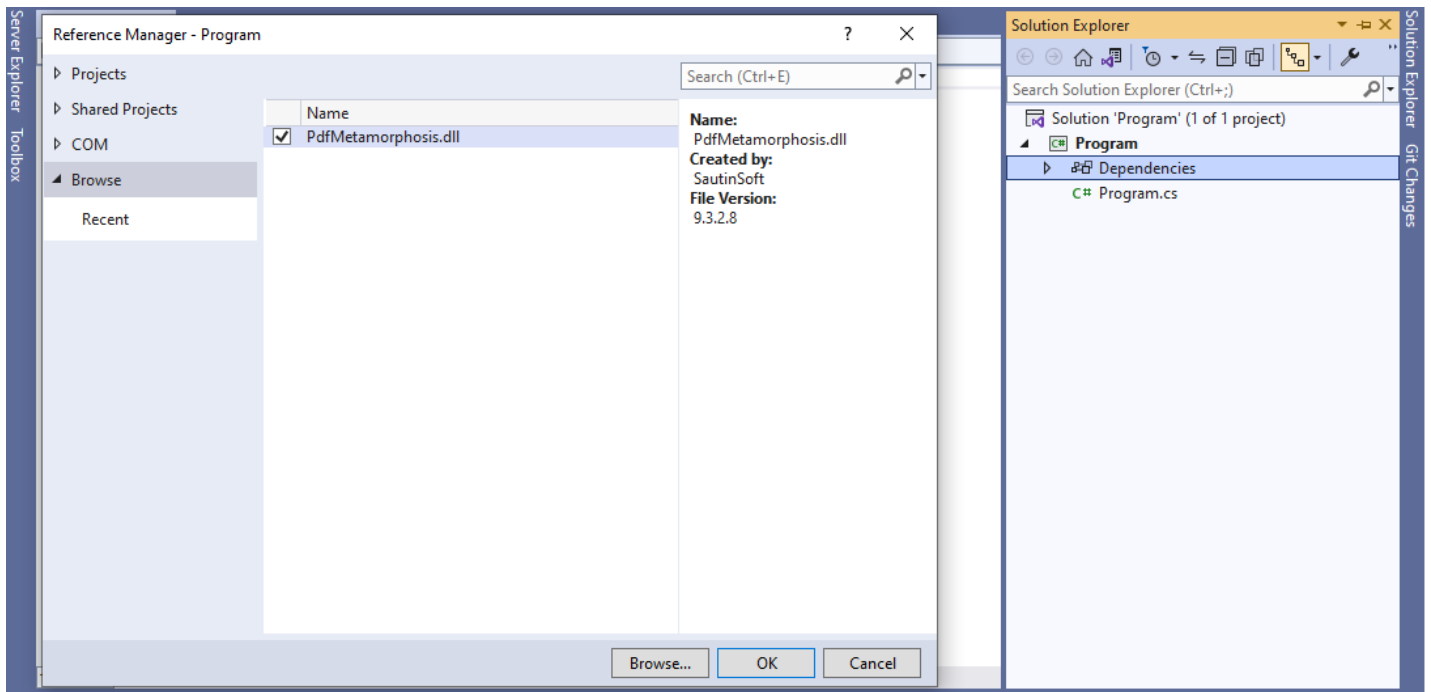 Server Explorer
Toolbox
Reference Manager - Program
?
Projects
Shared Projects
COM
Browse
Recent
Search (Ctrl+E)
Name
PdfMetamorphosis.dll
Name:
PdfMetamorphosis.dll
Created by:
SautinSoft
File Version:
9.3.2.8
Browse...
OK
Cancel
Solution Explorer
Search Solution Explorer (Ctrl+;)
Solution 'Program' (1 of 1 project)
C# Program
Dependencies
C# Program.cs
Solution Explorer
Git Changes